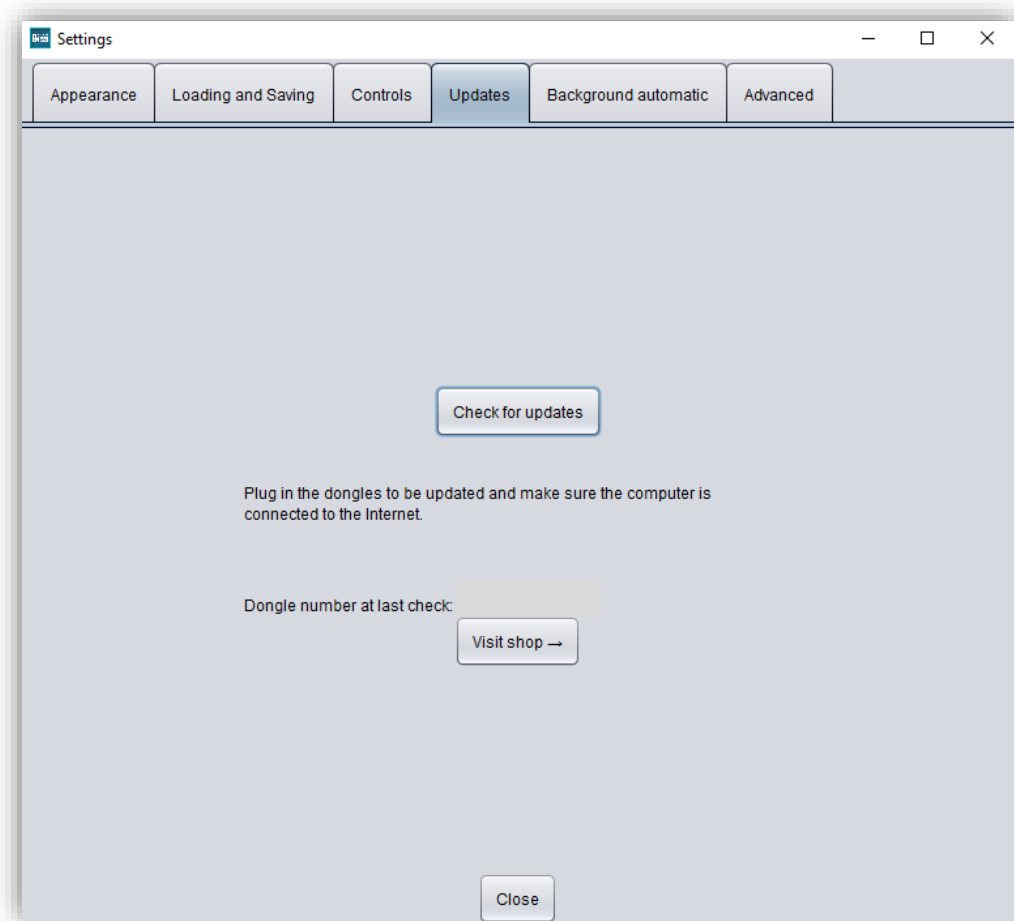 Settings
Appearance
Loading and Saving
Controls
Updates
Background automatic
Advanced
Check for updates
Plug in the dongles to be updated and make sure the computer is
connected to the Internet.
Dongle number at last check:
Visit shop →
Close